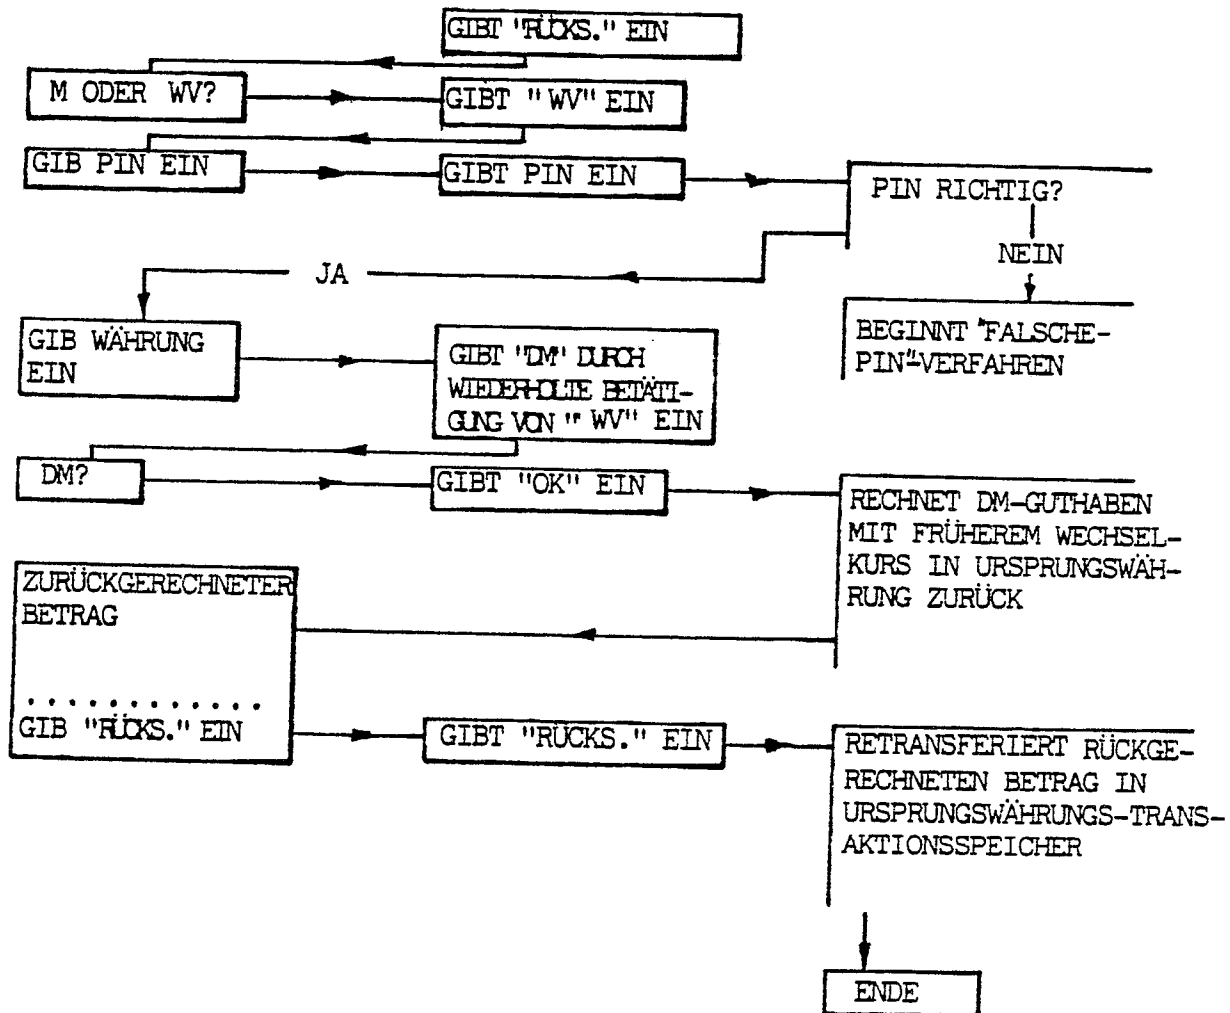 GIBT "RÜCKS." EIN
M ODER WV?
GIBT "WV" EIN
GIB PIN EIN
GIBT PIN EIN
PIN RICHTIG?
NEIN
JA
GIB WÄHRUNG
EIN
GIBT "DM" DURCH
WIEDERHOLTE BETÄTI-
GUNG VON "WV" EIN
BEGINNT "FALSCHE-
PIN"-VERFAHREN
DM?
GIBT "OK" EIN
RECHNET DM-GUTHABEN
MIT FRÜHEREM WECHSEL-
KURS IN URSPRUNGSWÄH-
RUNG ZURÜCK
ZURÜCKGERECHNETER
BETRAG
. . . . . . . . . . . .
GIB "RÜCKS." EIN
GIBT "RÜCKS." EIN
RETRANSFERIERT RÜCKGE-
RECHNETEN BETRAG IN
URSPRUNGSWÄHRUNGS-TRANS-
AKTIONSSPEICHER
ENDE